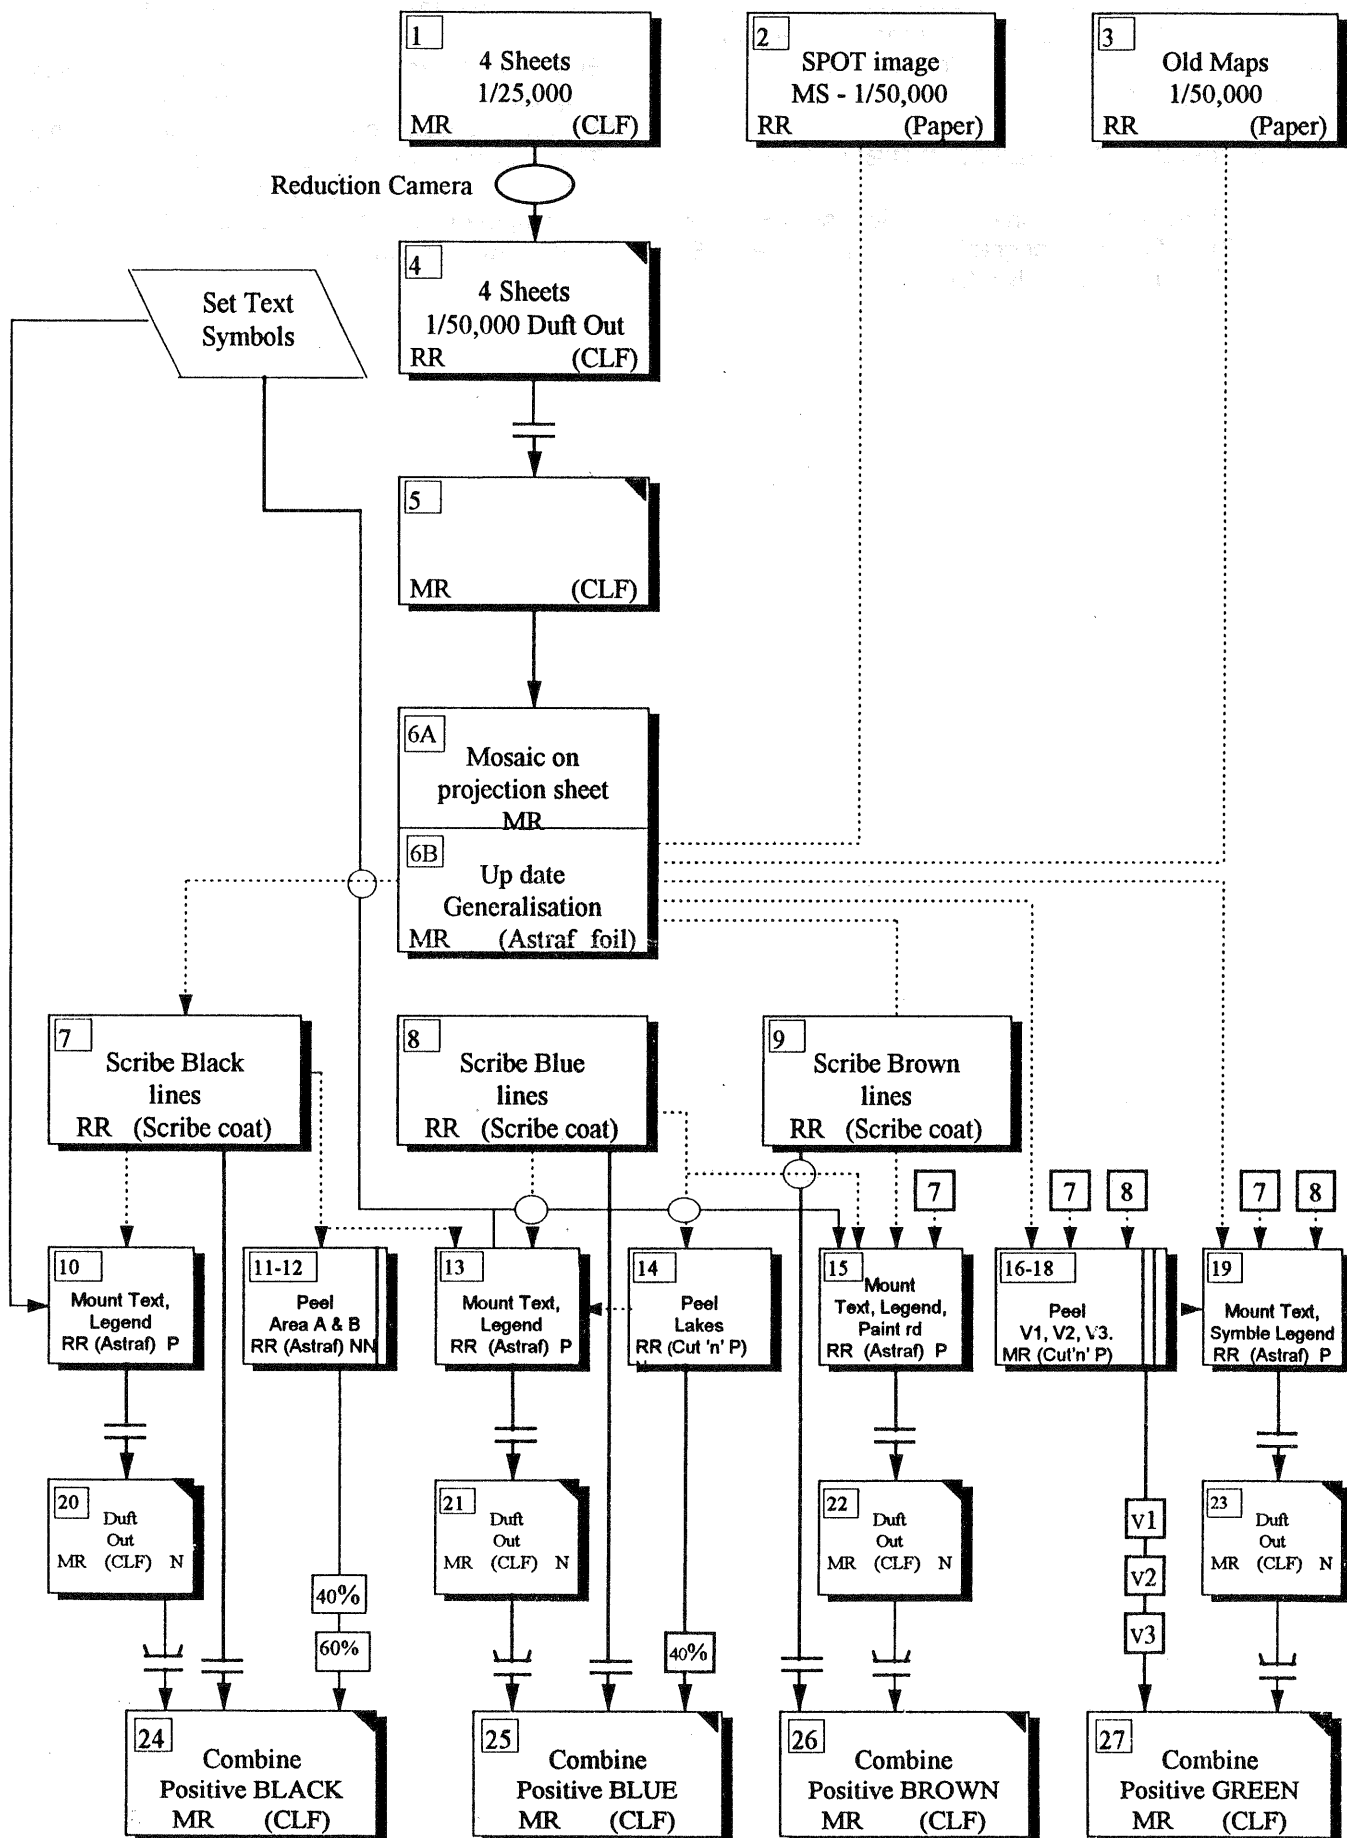 1
4 Sheets
1/25,000
MR (CLF)
2
SPOT image
MS - 1/50,000
RR (Paper)
3
Old Maps
1/50,000
RR (Paper)
Reduction Camera
4
4 Sheets
1/50,000 Duft Out
RR (CLF)
Set Text
Symbols
5
MR (CLF)
6A
Mosaic on
projection sheet
MR
6B
Up date
Generalisation
MR (Astraf foil)
7
Scribe Black
lines
RR (Scribe coat)
8
Scribe Blue
lines
RR (Scribe coat)
9
Scribe Brown
lines
RR (Scribe coat)
7
7
8
7
8
10
Mount Text,
Legend
RR (Astraf) P
11-12
Peel
Area A & B
RR (Astraf) NN
13
Mount Text,
Legend
RR (Astraf) P
14
Peel
Lakes
RR (Cut 'n' P)
15
Mount
Text, Legend,
Paint rd
RR (Astraf) P
16-18
Peel
V1, V2, V3.
MR (Cut'n' P)
19
Mount Text,
Symble Legend
RR (Astraf) P
20
Duft
Out
MR (CLF) N
40%
60%
21
Duft
Out
MR (CLF) N
40%
22
Duft
Out
MR (CLF) N
v1
v2
v3
23
Duft
Out
MR (CLF) N
24
Combine
Positive BLACK
MR (CLF)
25
Combine
Positive BLUE
MR (CLF)
26
Combine
Positive BROWN
MR (CLF)
27
Combine
Positive GREEN
MR (CLF)